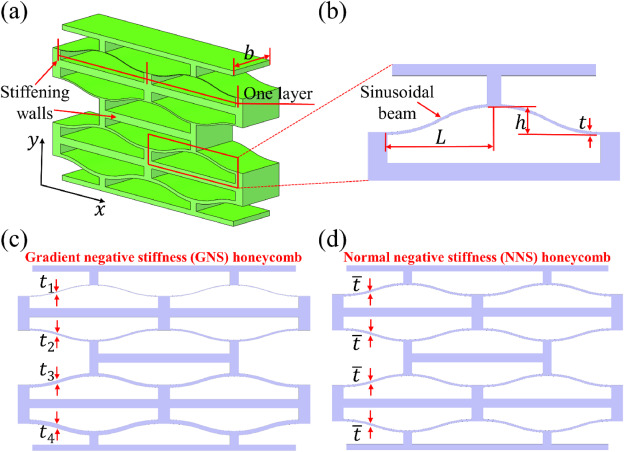 (a)
b
Stiffening
walls
One layer
y
x
(b)
Sinusoidal
beam
h
t
L
(c)
Gradient negative stiffness (GNS) honeycomb
t₁
t₂
t₃
t₄
(d)
Normal negative stiffness (NNS) honeycomb
t̅
t̅
t̅
t̅